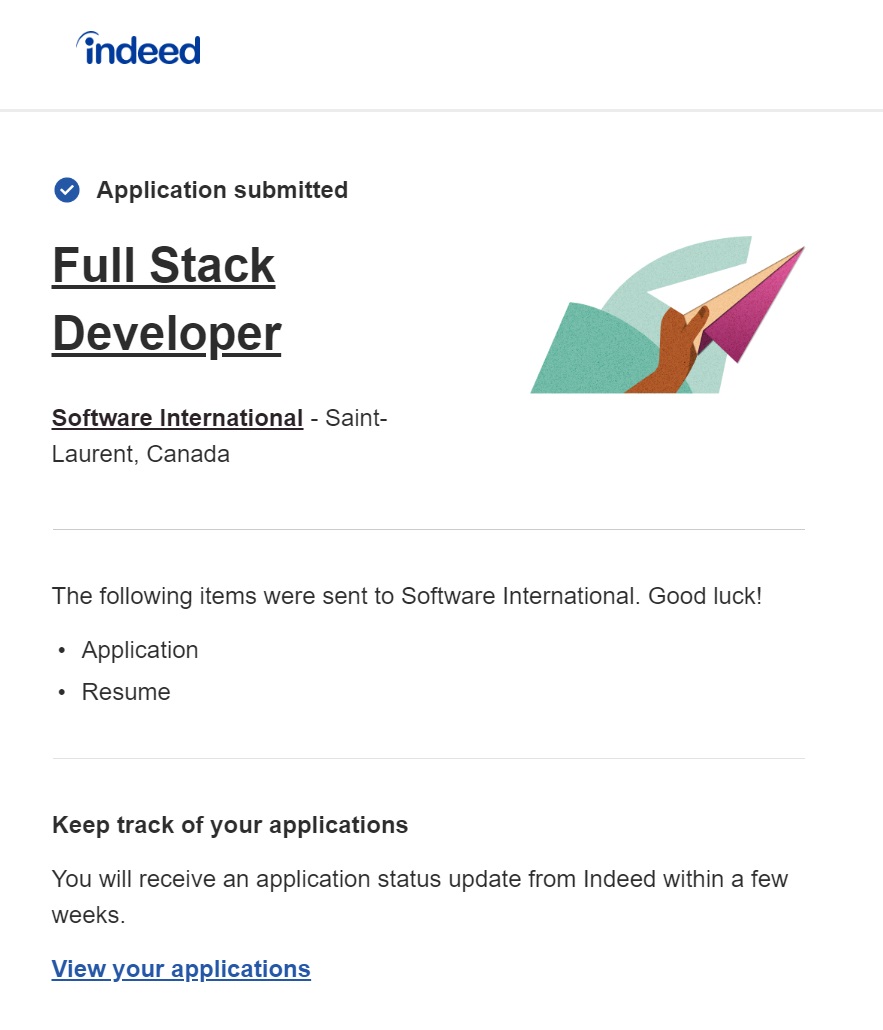 indeed
Application submitted
Full Stack
Developer
Software International - Saint-
Laurent, Canada
The following items were sent to Software International. Good luck!
• Application
• Resume
Keep track of your applications
You will receive an application status update from Indeed within a few
weeks.
View your applications